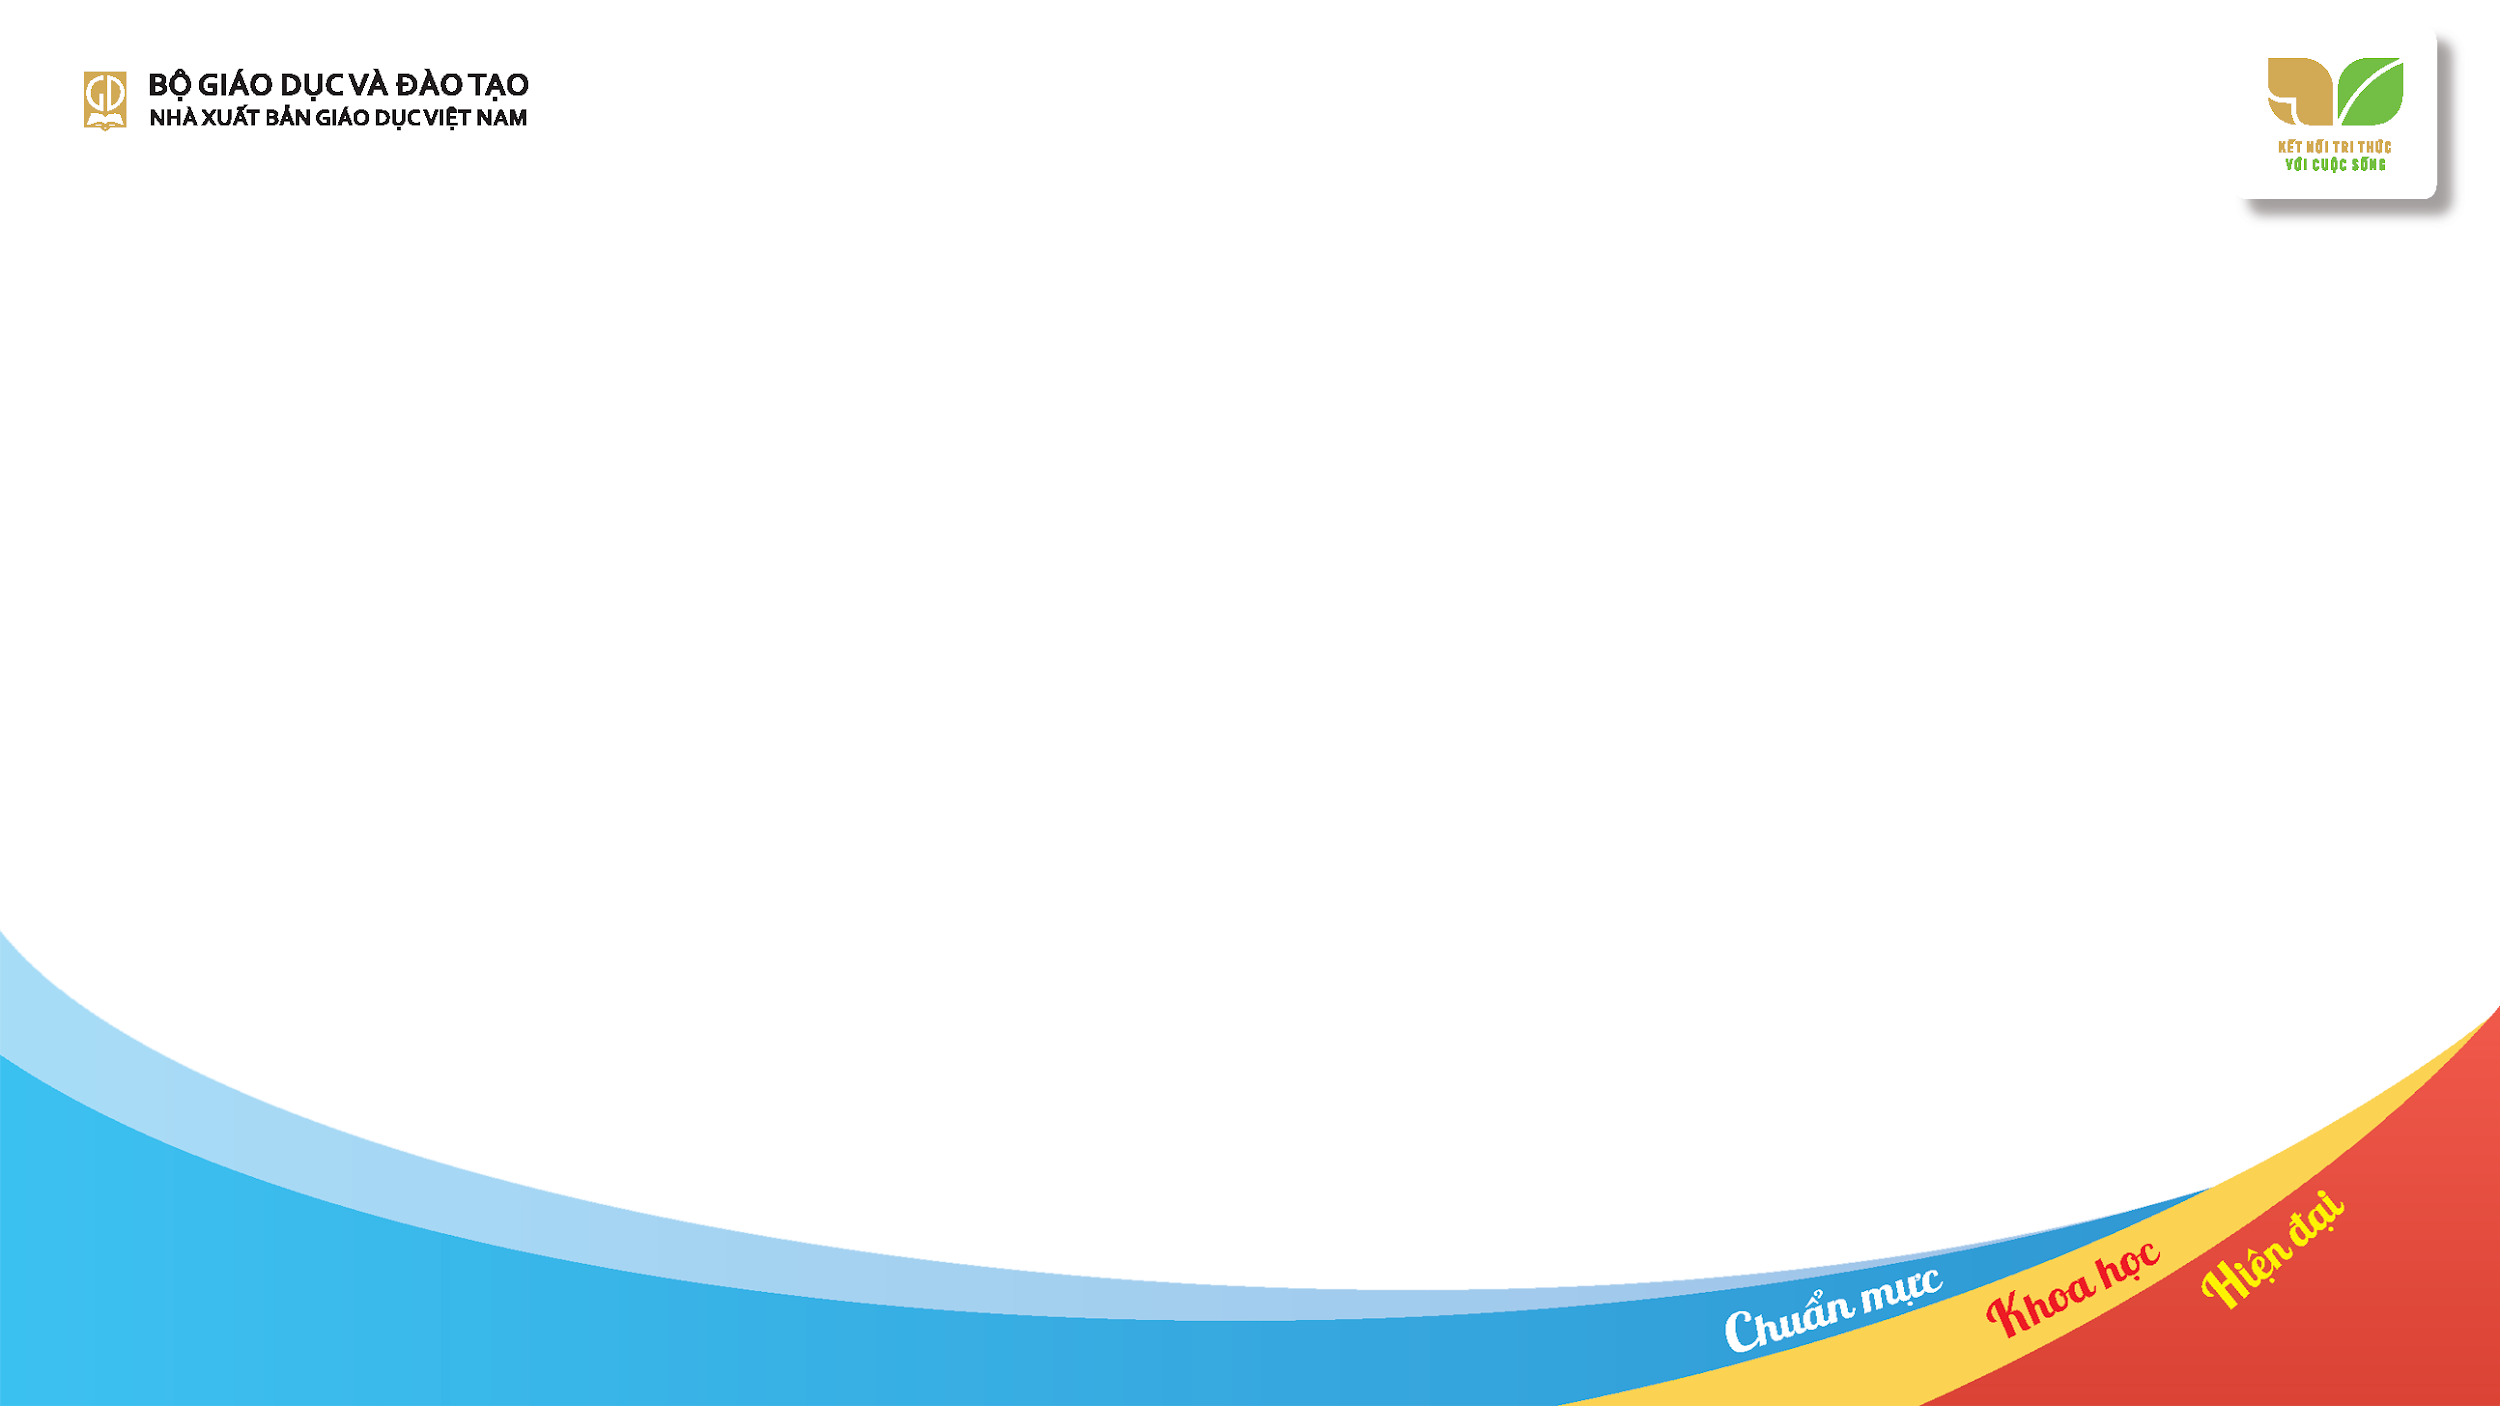 BỘ GIÁO DỤC VÀ ĐÀO TẠO
NHÀ XUẤT BẢN GIÁO DỤC VIỆT NAM
KẾT NỐI TRI THỨC
VỚI CUỘC SỐNG
Chuẩn mực
Khoa học
Hiện đại